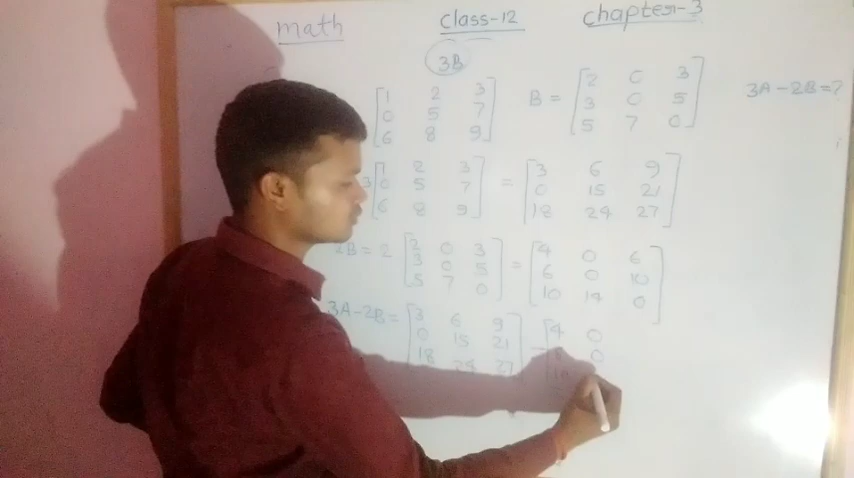 math class-12 chapter-3
3B
[1 2 3 B = [2 0 3 3A-2B=?
0 5 7 3 0 5
6 8 9] 5 7 0]
3[1 2 3 = [3 6 9
0 5 7 0 15 21
6 8 9] 18 24 27]
2B = 2 [2 0 3 = [4 0 6
3 0 5 6 0 10
5 7 0] 10 14 0]
3A-2B = [3 6 9 - [4 0
0 15 21 0
18 24 27]